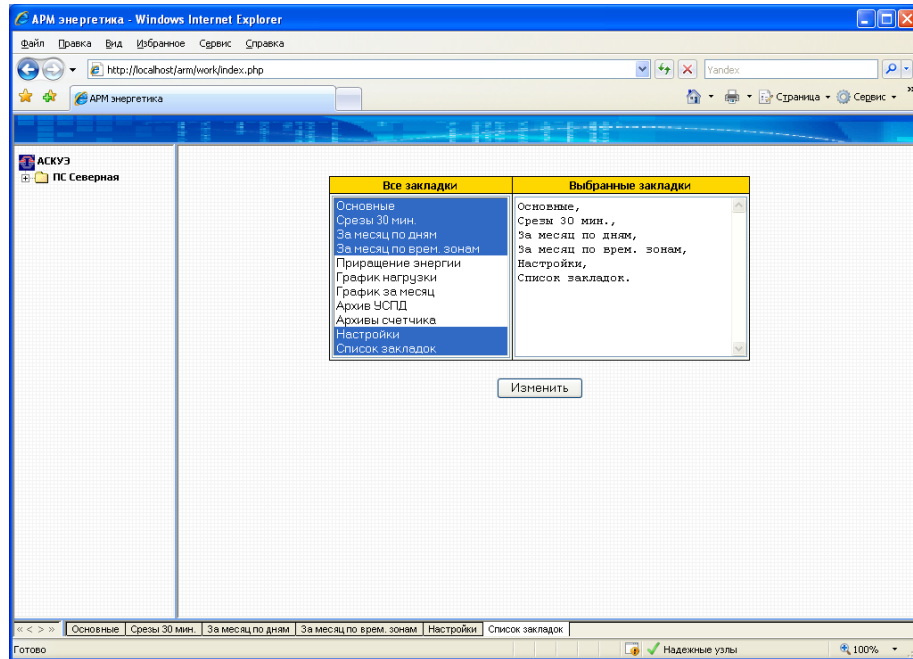 АРМ энергетика - Windows Internet Explorer
Файл Правка Вид Избранное Сервис Справка
http://localhost/arm/work/index.php Yandex
АРМ энергетика Страница Сервис »
АСКУЭ
ПС Северная
Все закладки Выбранные закладки
Основные
Срезы 30 мин.
За месяц по дням
За месяц по врем. зонам
Приращение энергии
График нагрузки
График за месяц
Архив УСПД
Архивы счетчика
Настройки
Список закладок
Основные,
Срезы 30 мин.,
За месяц по дням,
За месяц по врем. зонам,
Настройки,
Список закладок.
Изменить
« < > » Основные Срезы 30 мин. За месяц по дням За месяц по врем. зонам Настройки Список закладок
Готово Надежные узлы 100%